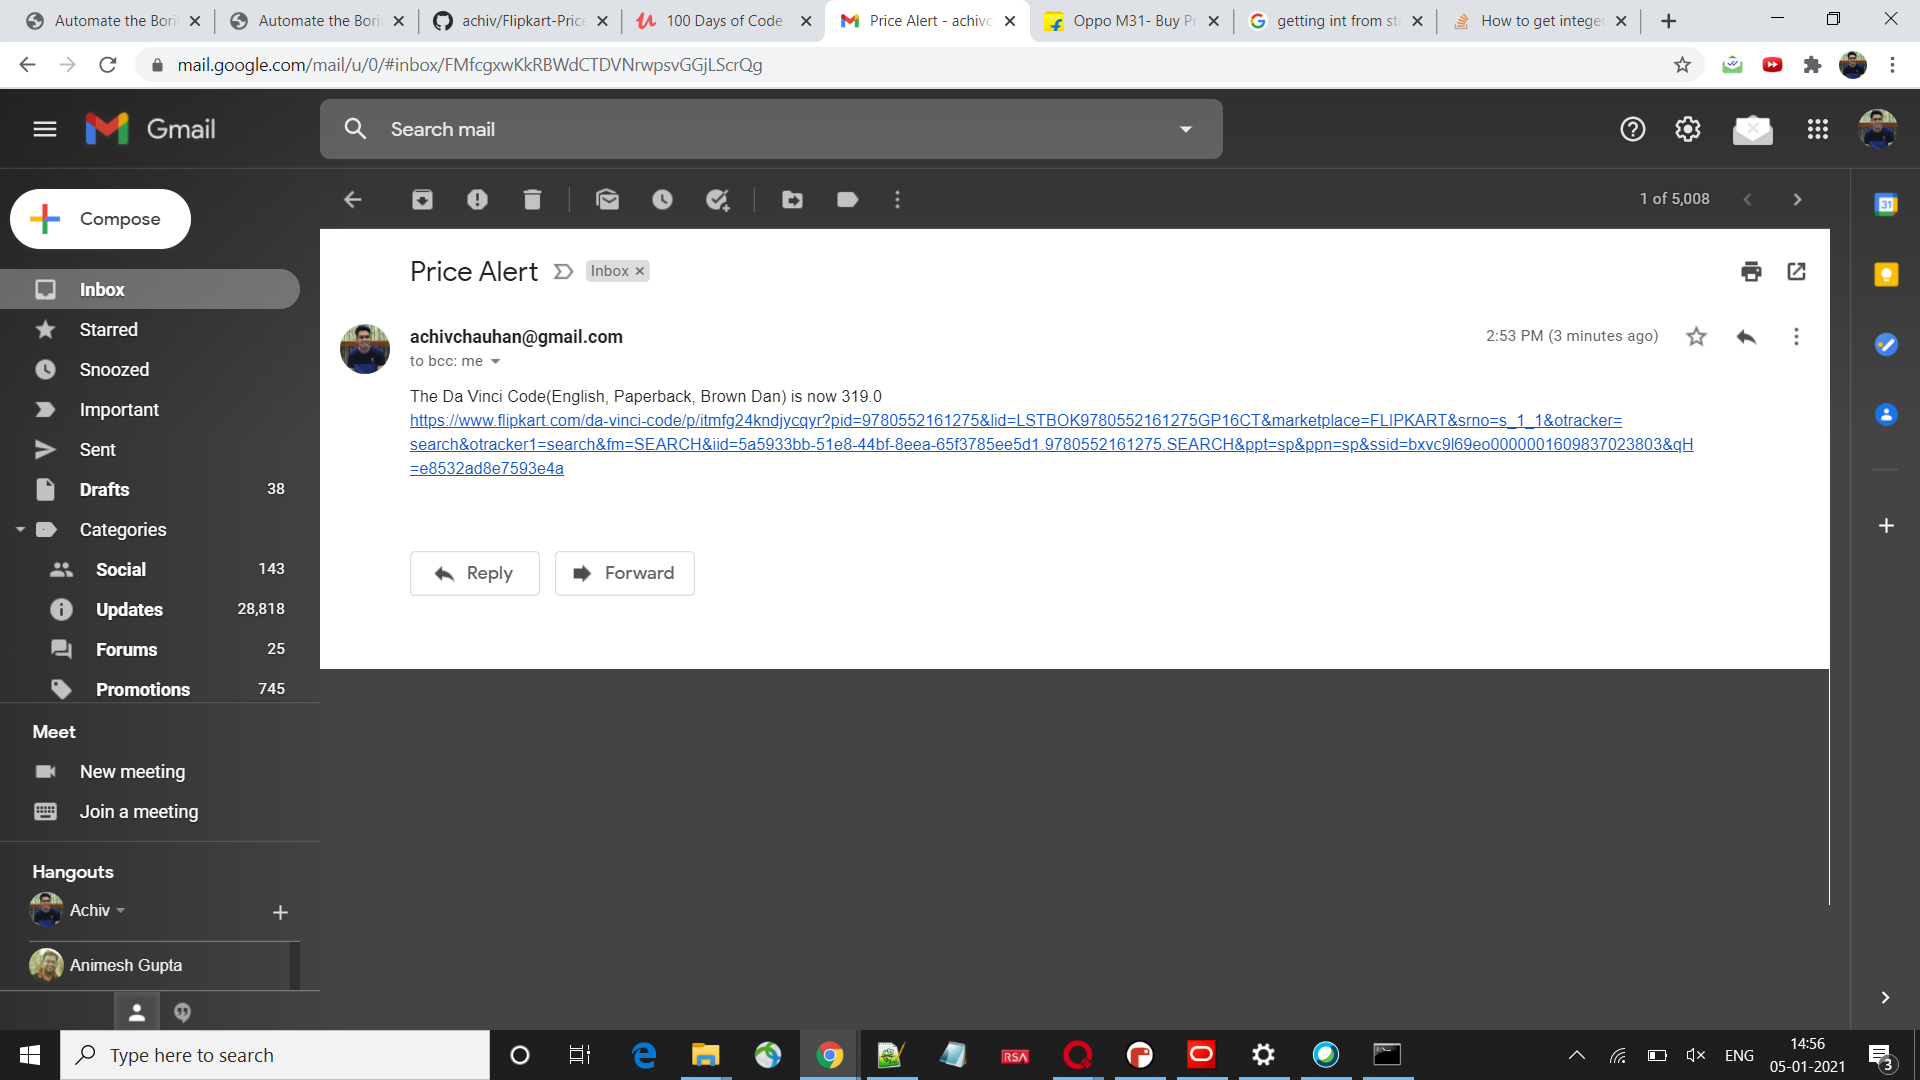 Automate the Bori
Automate the Bori
achiv/Flipkart-Price
100 Days of Code
Price Alert - achivc
Oppo M31- Buy Pr
getting int from str
How to get intege
mail.google.com/mail/u/0/#inbox/FMfcgxwKkRBWdCTDVNrwpsvGGjLScrQg
Gmail
Search mail
Compose
1 of 5,008
31
Inbox
Starred
Snoozed
Important
Sent
Drafts 38
Categories
Social 143
Updates 28,818
Forums 25
Promotions 745
Meet
New meeting
Join a meeting
Hangouts
Achiv
Animesh Gupta
Price Alert
Inbox
achivchauhan@gmail.com
2:53 PM (3 minutes ago)
to bcc: me
The Da Vinci Code(English, Paperback, Brown Dan) is now 319.0
https://www.flipkart.com/da-vinci-code/p/itmfg24kndjycqyr?pid=9780552161275&lid=LSTBOK9780552161275GP16CT&marketplace=FLIPKART&srno=s_1_1&otracker=
search&otracker1=search&fm=SEARCH&iid=5a5933bb-51e8-44bf-8eea-65f3785ee5d1.9780552161275.SEARCH&ppt=sp&ppn=sp&ssid=bxvc9l69eo0000001609837023803&qH
=e8532ad8e7593e4a
Reply
Forward
Type here to search
RSA
ENG
14:56
05-01-2021
3